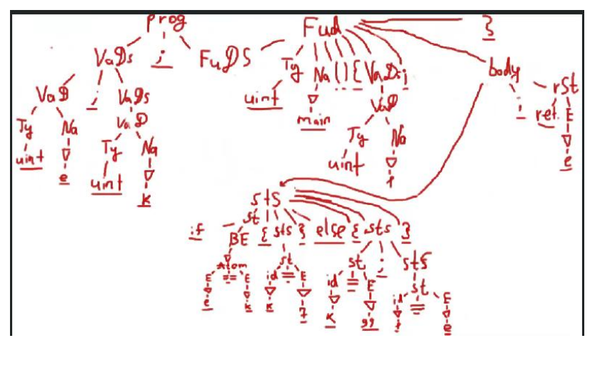 prog Fud }
VaDs ; FuDS Ty Na ( ) { VaDs ; body ; rSt
VaD ; VaDs uint main VaD ret E
Ty Na VaD Ty Na e
uint e Ty Na uint f
uint k
sts
if st BE { sts } else { sts }
Atom st st ; sts
E == E id = E id = E st
e k k 7 k 99 id = E
f e